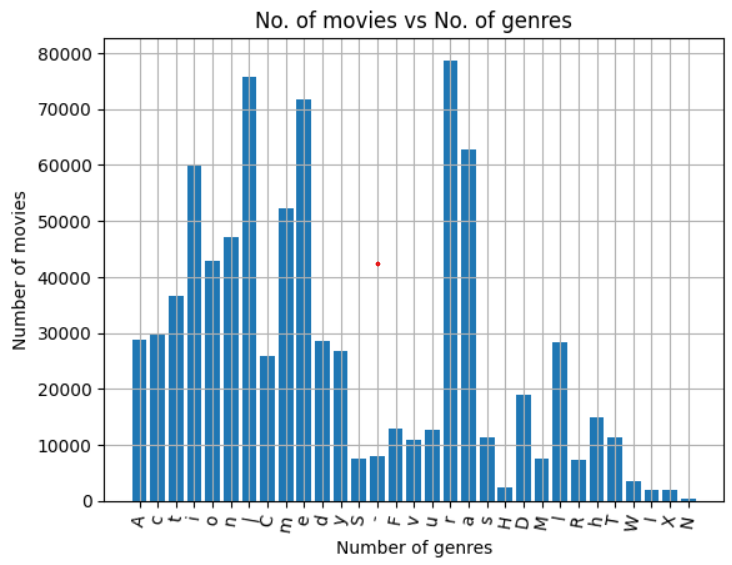 No. of movies vs No. of genres
Number of movies
80000
70000
60000
50000
40000
30000
20000
10000
0
A c t i o n | C m e d y S - F v u r a s H D M l R h T W I X N
Number of genres